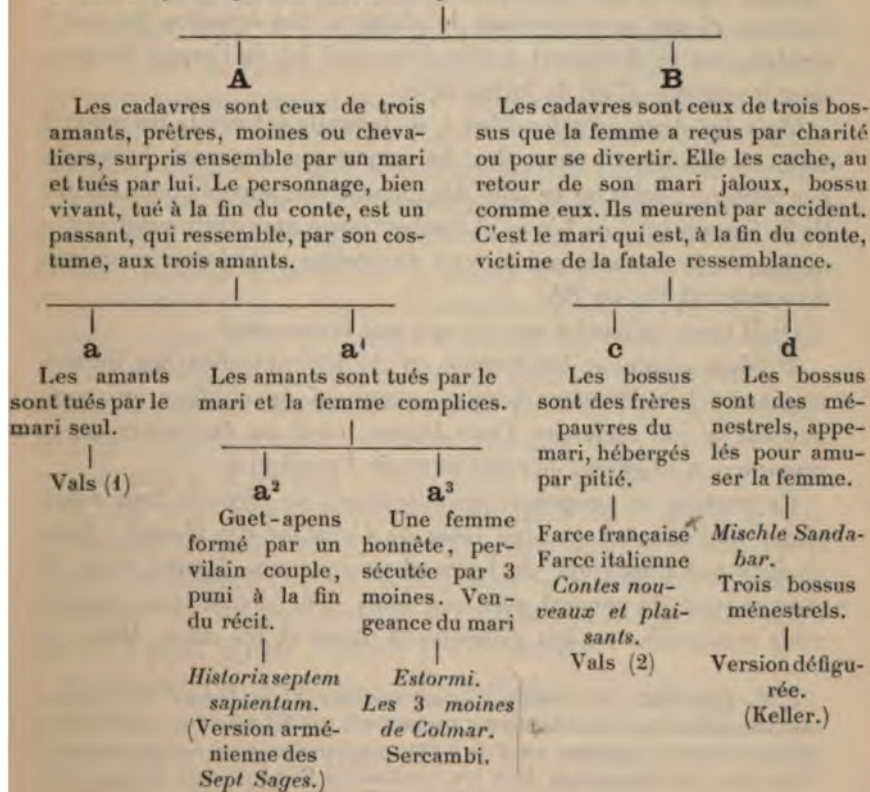 A
Les cadavres sont ceux de trois
amants, prêtres, moines ou cheva-
liers, surpris ensemble par un mari
et tués par lui. Le personnage, bien
vivant, tué à la fin du conte, est un
passant, qui ressemble, par son cos-
tume, aux trois amants.
B
Les cadavres sont ceux de trois bos-
sus que la femme a reçus par charité
ou pour se divertir. Elle les cache, au
retour de son mari jaloux, bossu
comme eux. Ils meurent par accident.
C'est le mari qui est, à la fin du conte,
victime de la fatale ressemblance.
a
Les amants
sont tués par le
mari seul.
Vals (1)
a¹
Les amants sont tués par le
mari et la femme complices.
a²
Guet-apens
formé par un
vilain couple,
puni à la fin
du récit.
Historia septem
sapientum.
(Version armé-
nienne des
Sept Sages.)
a³
Une femme
honnête, per-
sécutée par 3
moines. Ven-
geance du mari
Estormi.
Les 3 moines
de Colmar.
Sercambi.
c
Les bossus
sont des frères
pauvres du
mari, hébergés
par pitié.
Farce française
Farce italienne
Contes nou-
veaux et plai-
sants.
Vals (2)
d
Les bossus
sont des mé-
nestrels, appe-
lés pour amu-
ser la femme.
Mischle Sanda-
bar.
Trois bossus
ménestrels.
Version défigu-
rée.
(Keller.)